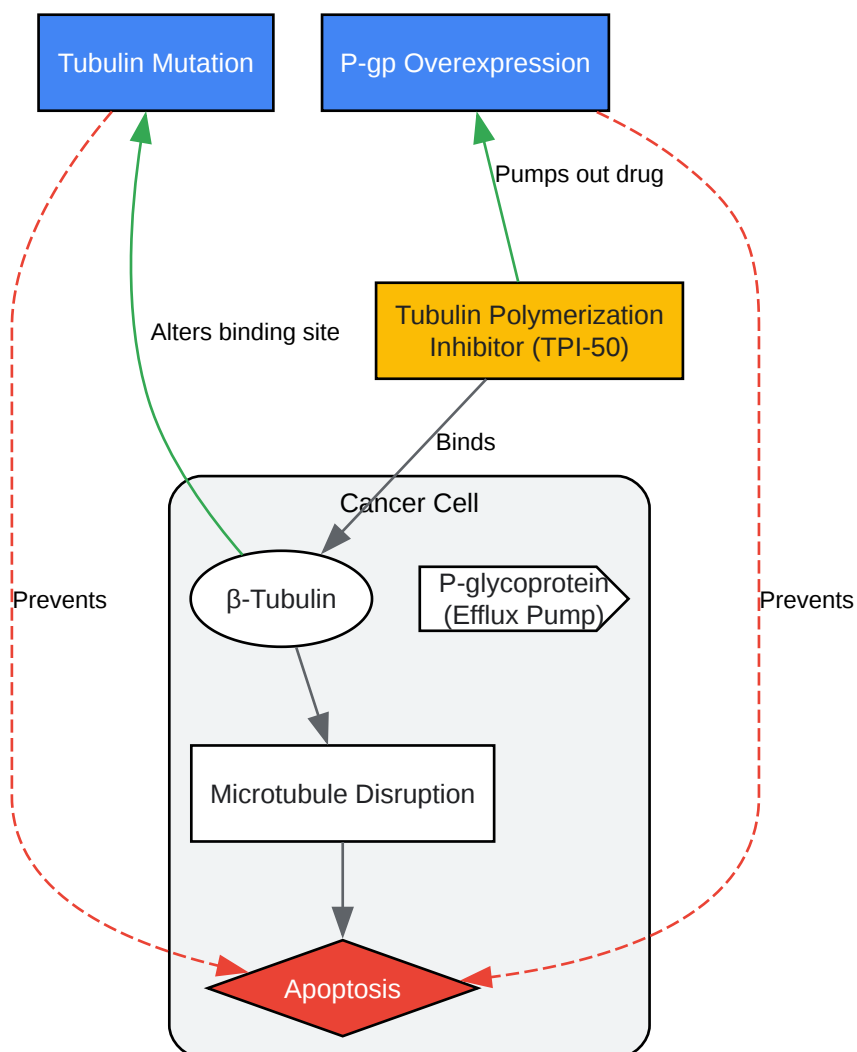 Tubulin Mutation
P-gp Overexpression
Pumps out drug
Tubulin Polymerization
Inhibitor (TPI-50)
Alters binding site
Binds
Cancer Cell
β-Tubulin
P-glycoprotein
(Efflux Pump)
Prevents
Prevents
Microtubule Disruption
Apoptosis